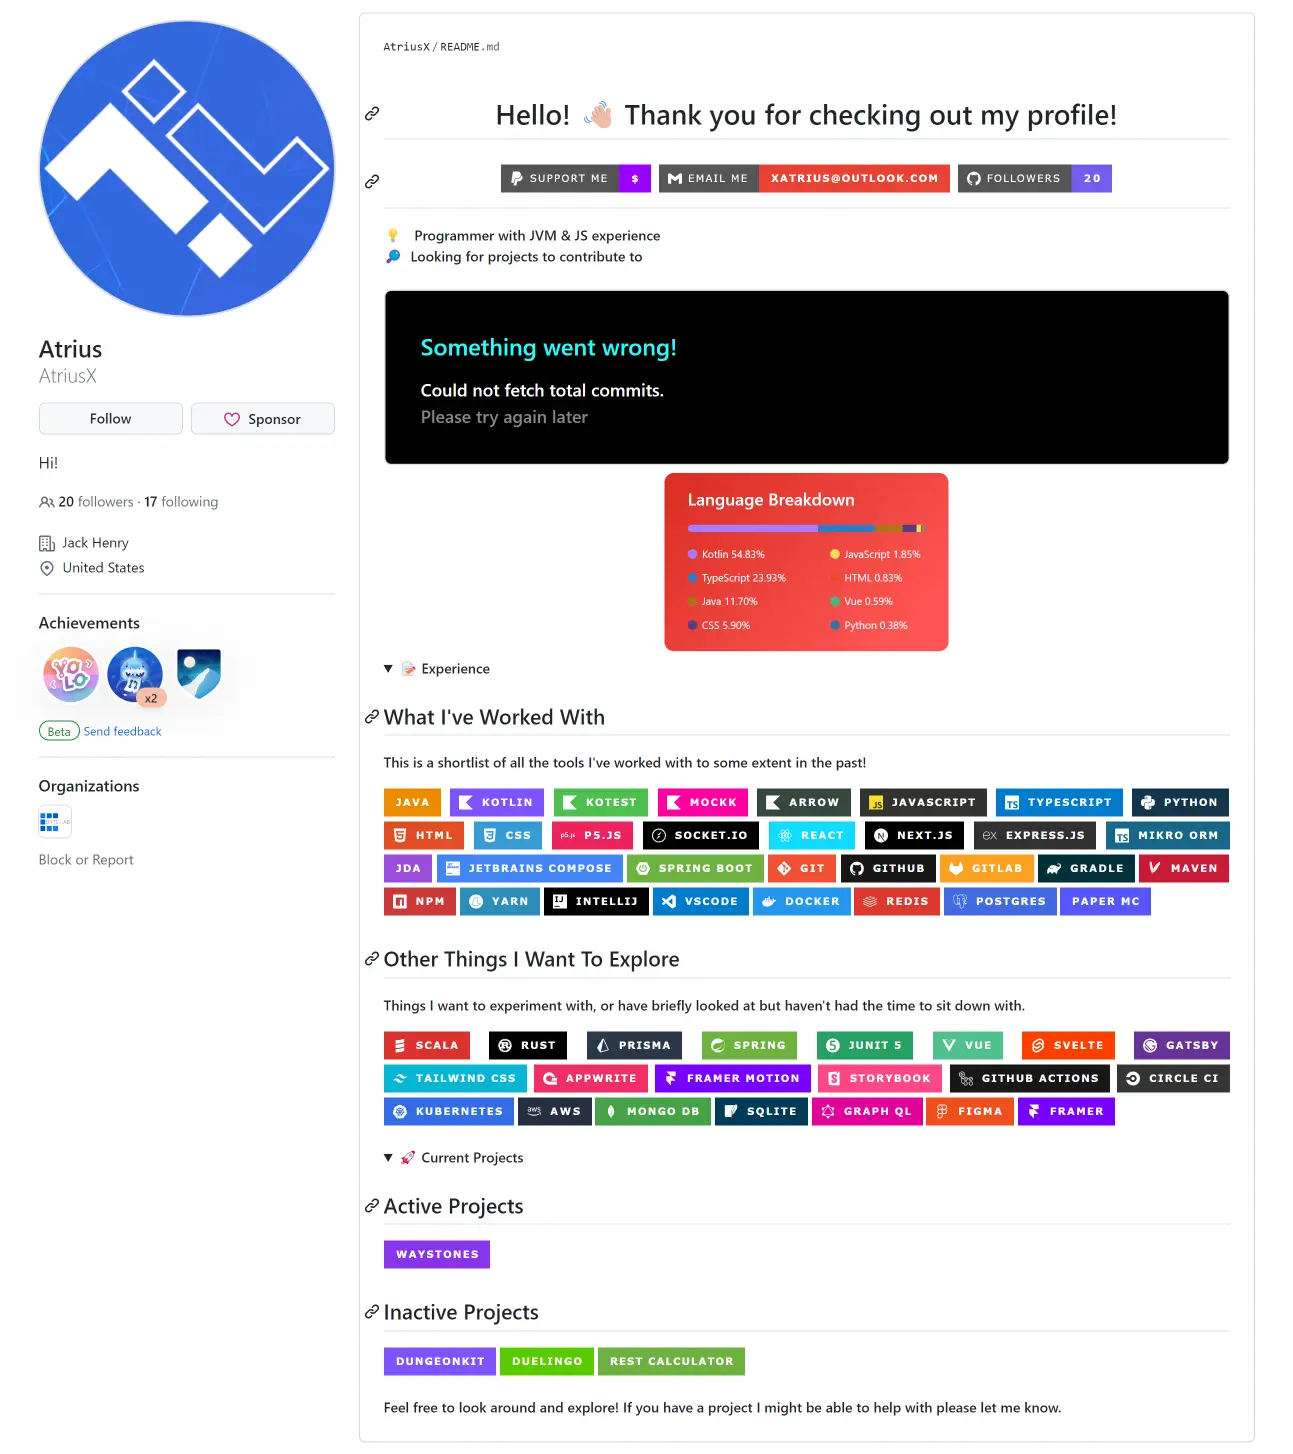 Atrius
AtriusX
Follow
Sponsor
Hi!
20 followers · 17 following
Jack Henry
United States
Achievements
YOLO
x2
Beta Send feedback
Organizations
Block or Report
AtriusX/README.md
Hello! 👋🏼 Thank you for checking out my profile!
SUPPORT ME $ EMAIL ME XATRIUS@OUTLOOK.COM FOLLOWERS 20
💡 Programmer with JVM & JS experience
🔎 Looking for projects to contribute to
Something went wrong!
Could not fetch total commits.
Please try again later
Language Breakdown
Kotlin 54.83% JavaScript 1.85%
TypeScript 23.93% HTML 0.83%
Java 11.70% Vue 0.59%
CSS 5.90% Python 0.38%
▼ 📝 Experience
What I've Worked With
This is a shortlist of all the tools I've worked with to some extent in the past!
JAVA KOTLIN KOTEST MOCKK ARROW JS JAVASCRIPT TS TYPESCRIPT PYTHON
HTML CSS p5.js P5.JS SOCKET.IO REACT NEXT.JS ex EXPRESS.JS TS MIKRO ORM
JDA JETBRAINS COMPOSE SPRING BOOT GIT GITHUB GITLAB GRADLE MAVEN
NPM YARN IJ INTELLIJ VSCODE DOCKER REDIS POSTGRES PAPER MC
Other Things I Want To Explore
Things I want to experiment with, or have briefly looked at but haven't had the time to sit down with.
SCALA RUST PRISMA SPRING JUNIT 5 VUE SVELTE GATSBY
TAILWIND CSS APPWRITE FRAMER MOTION STORYBOOK GITHUB ACTIONS CIRCLE CI
KUBERNETES aws AWS MONGO DB SQLITE GRAPH QL FIGMA FRAMER
▼ 🚀 Current Projects
Active Projects
WAYSTONES
Inactive Projects
DUNGEONKIT DUELINGO REST CALCULATOR
Feel free to look around and explore! If you have a project I might be able to help with please let me know.